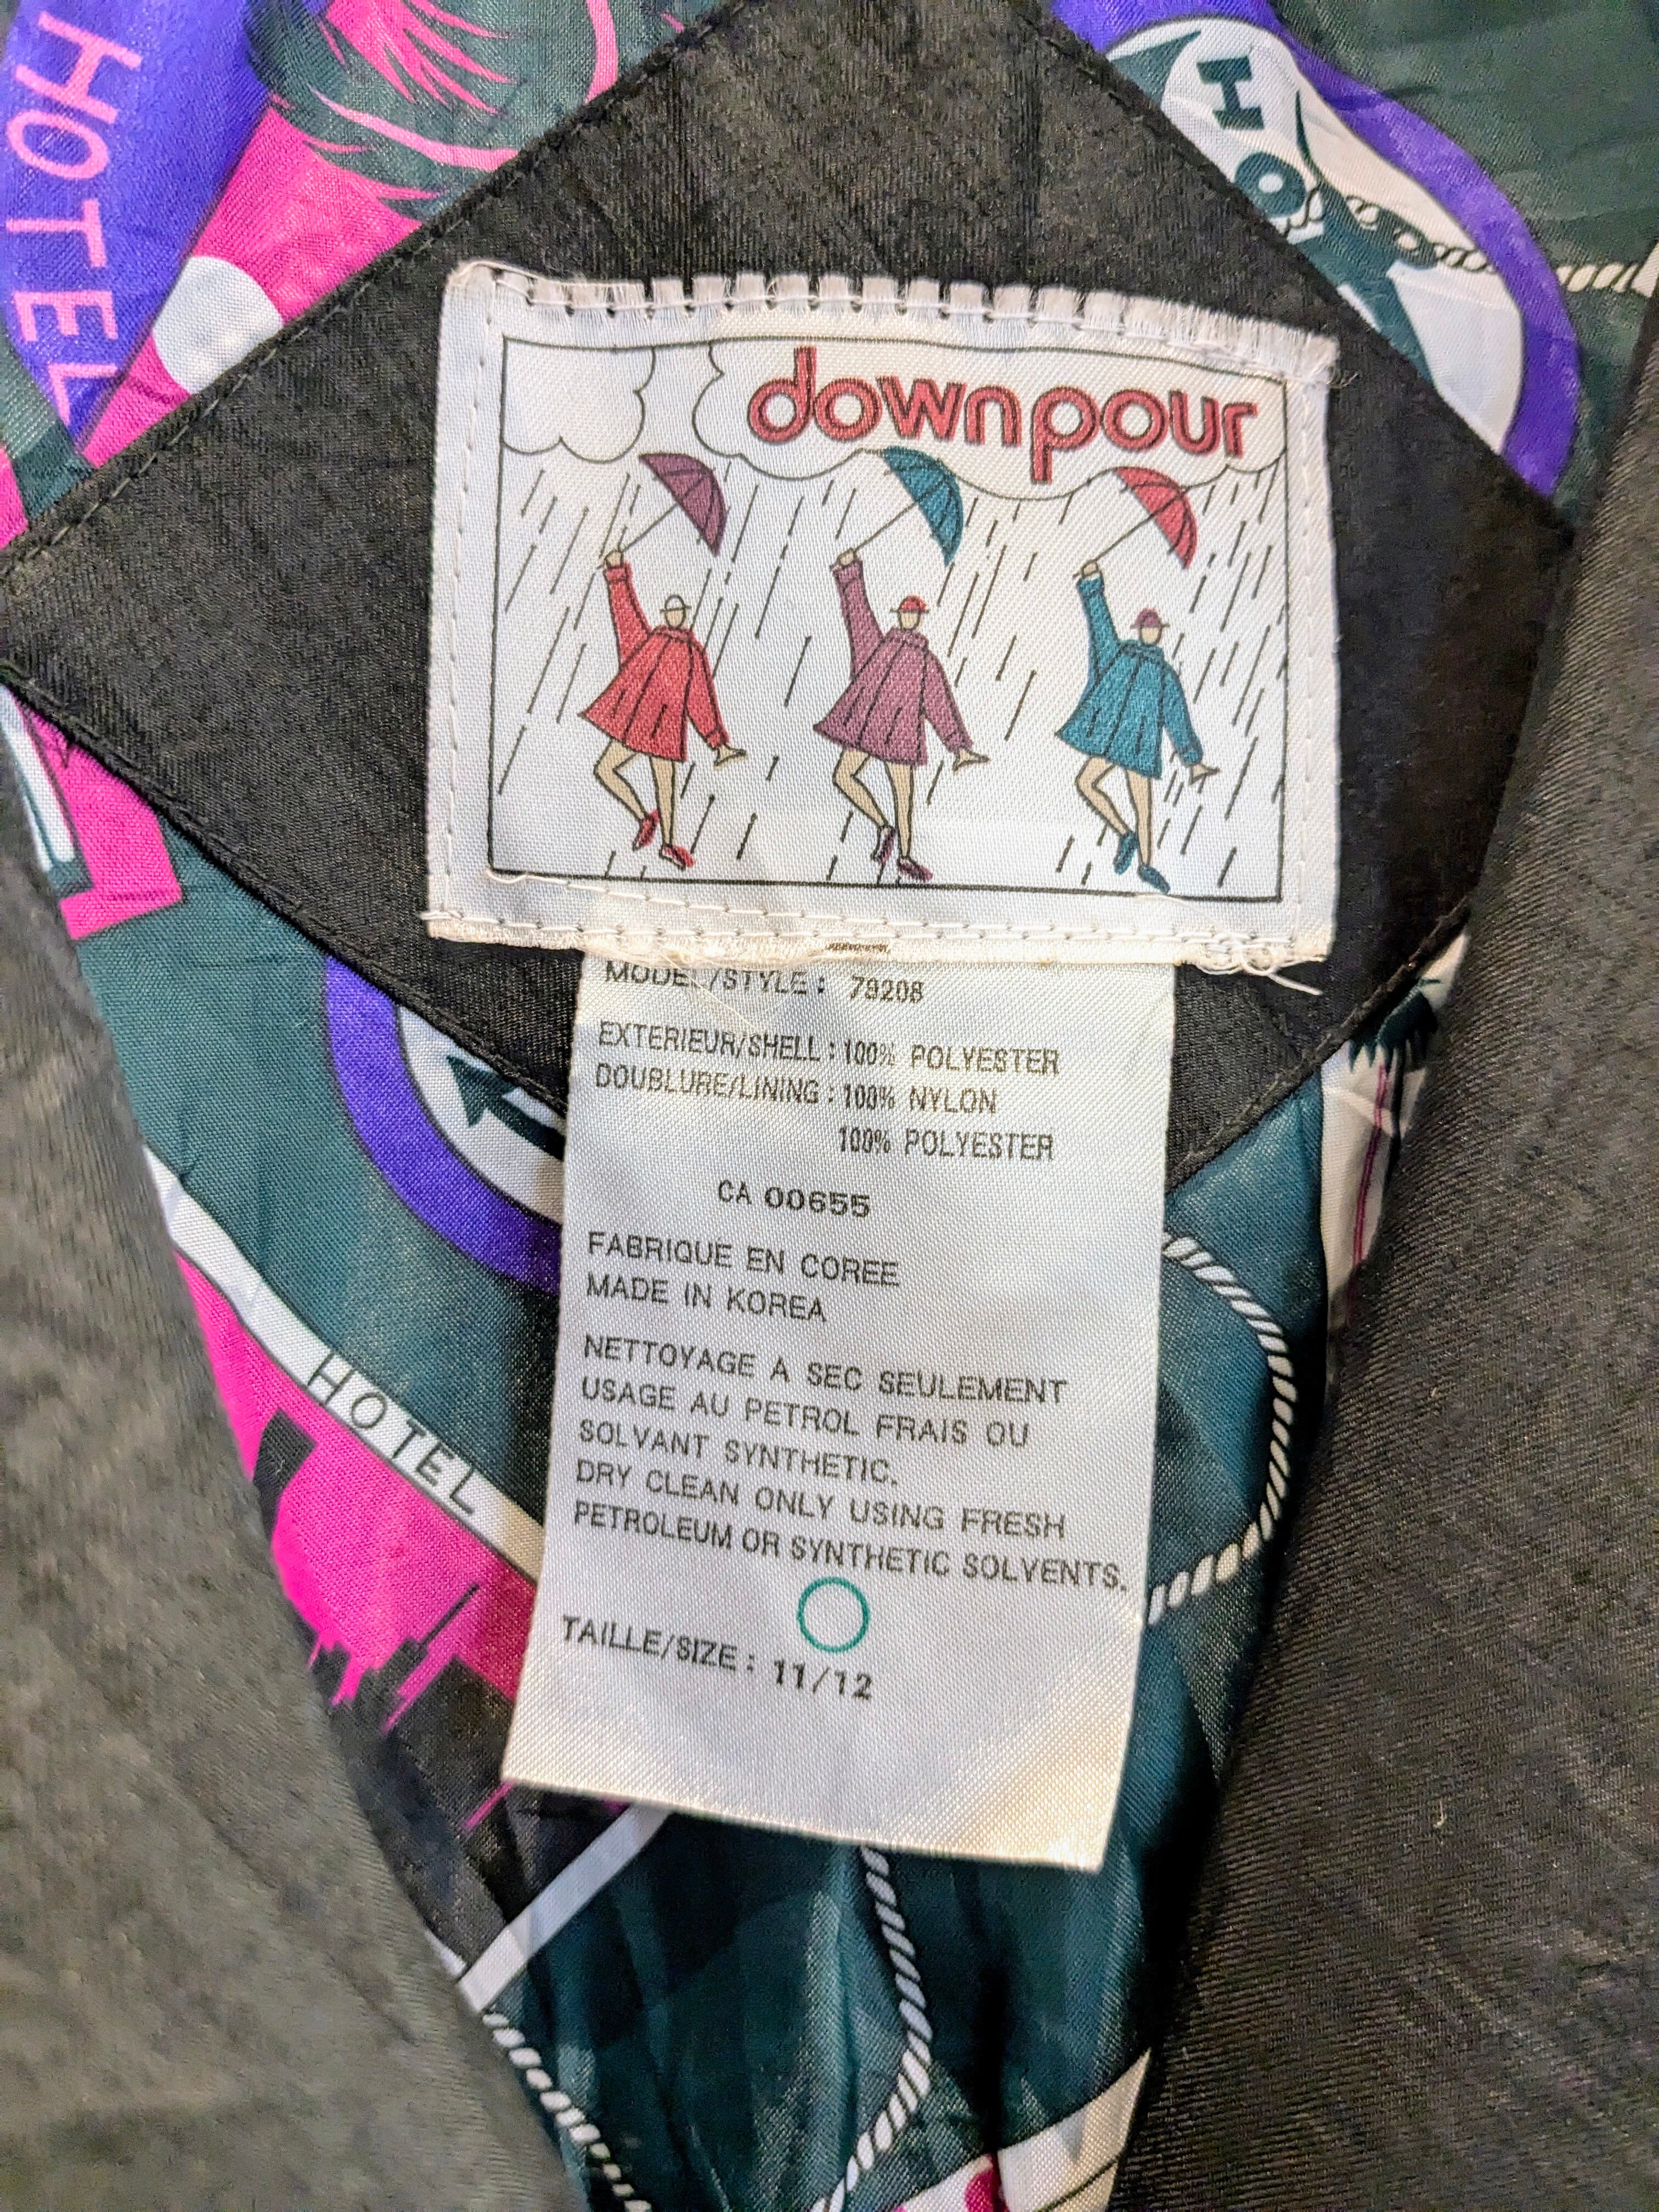 HOTEL
HO
downpour
MODEL/STYLE : 79208
EXTERIEUR/SHELL : 100% POLYESTER
DOUBLURE/LINING : 100% NYLON
100% POLYESTER
CA 00655
FABRIQUE EN COREE
MADE IN KOREA
NETTOYAGE A SEC SEULEMENT
USAGE AU PETROL FRAIS OU
SOLVANT SYNTHETIC.
DRY CLEAN ONLY USING FRESH
PETROLEUM OR SYNTHETIC SOLVENTS.
TAILLE/SIZE : 11/12
HOTEL